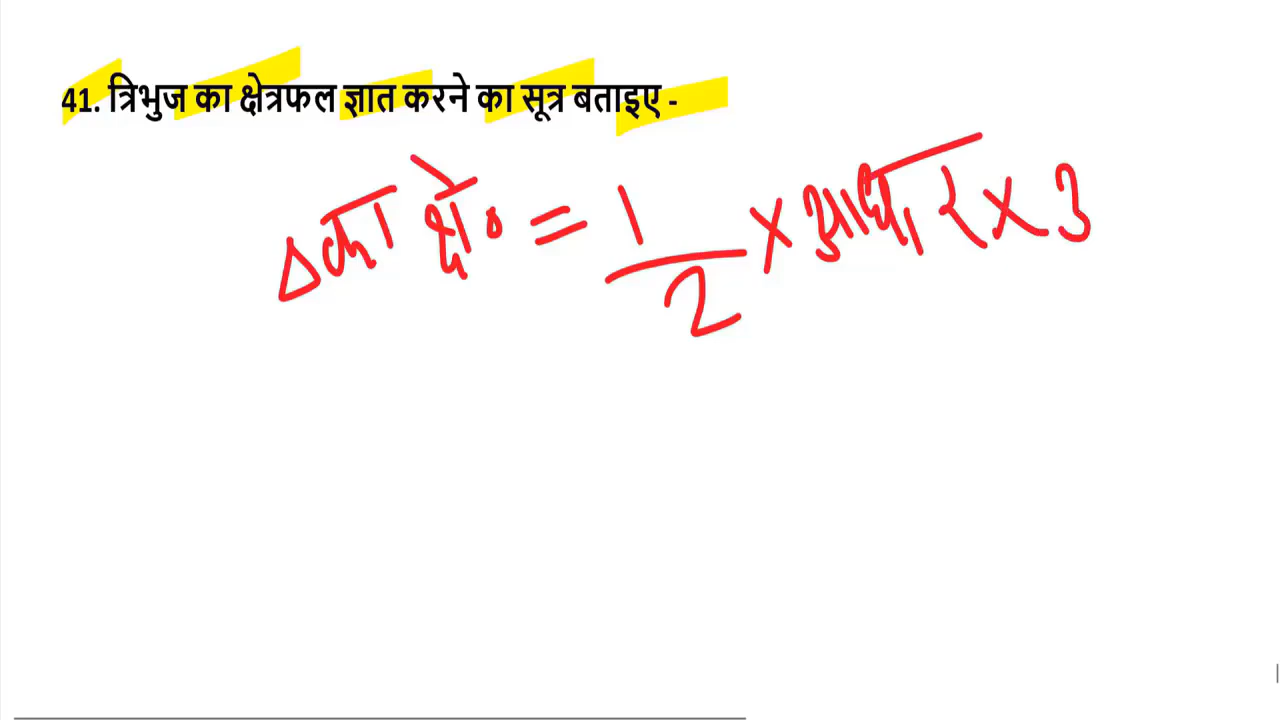 41. त्रिभुज का क्षेत्रफल ज्ञात करने का सूत्र बताइए -
Δ का क्षे० = 1/2 × आधार × उ